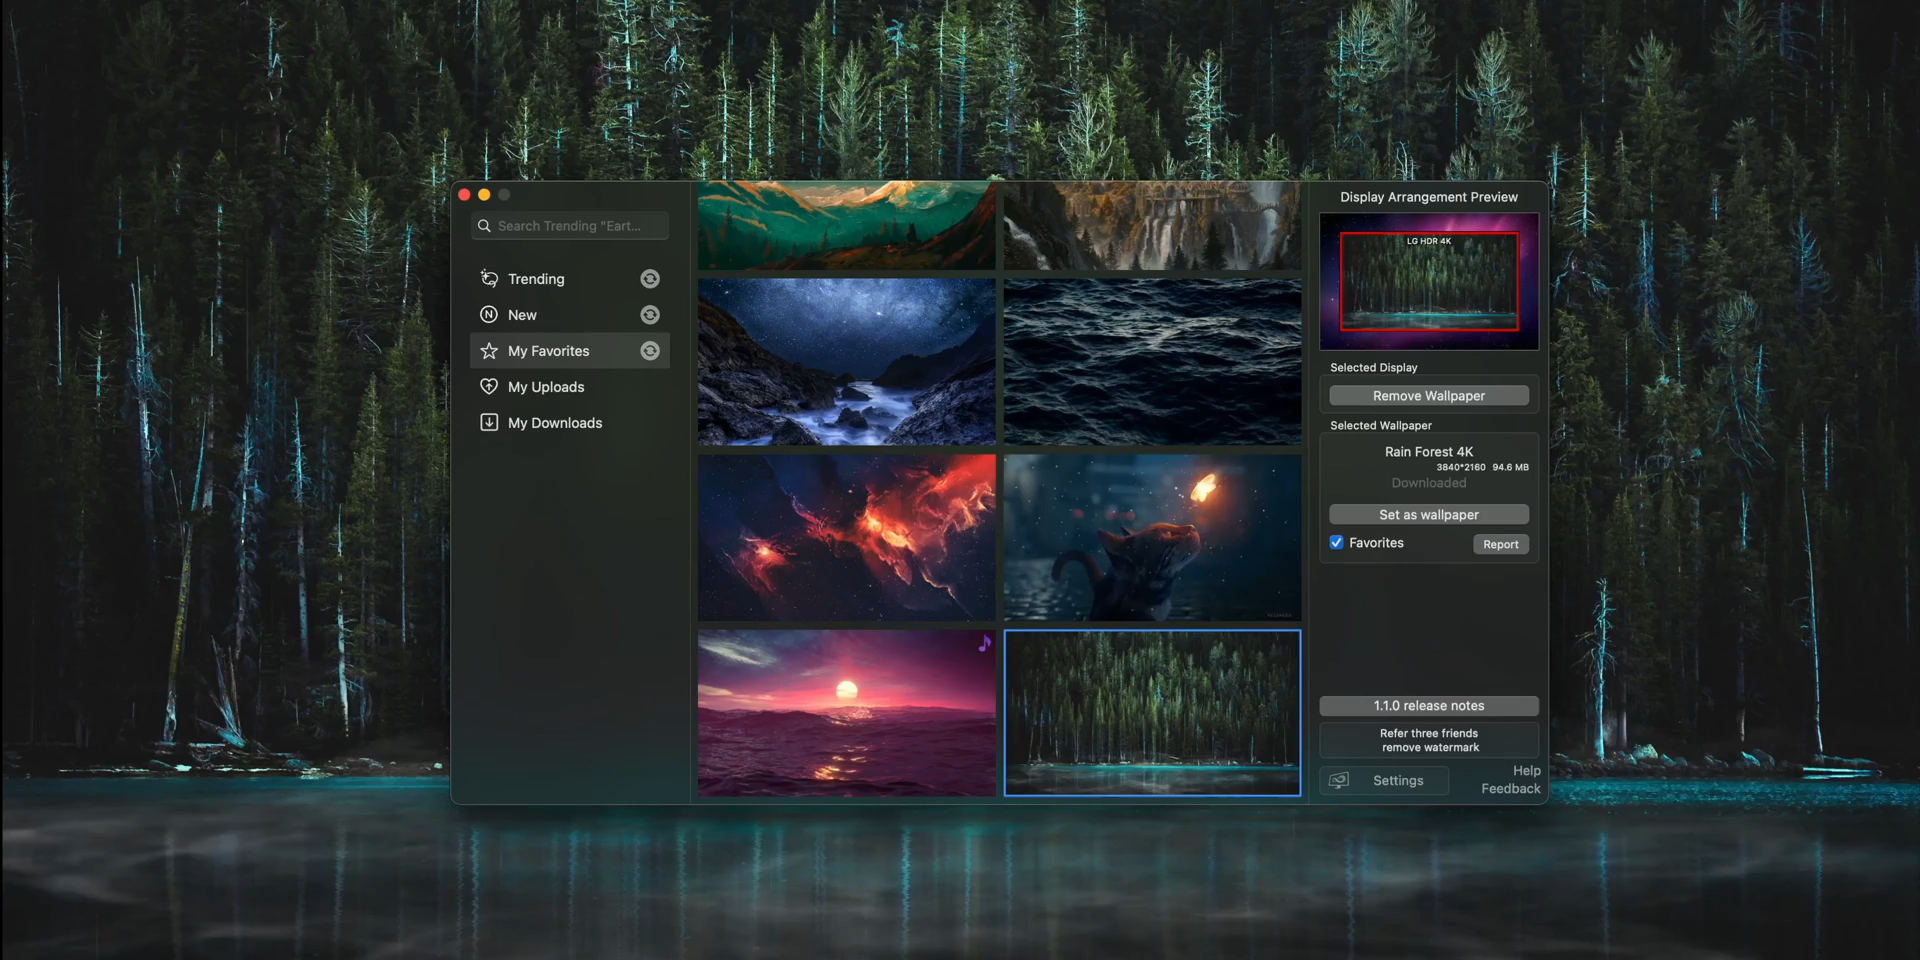 Search Trending "Eart...
Trending
New
My Favorites
My Uploads
My Downloads
Display Arrangement Preview
LG HDR 4K
Selected Display
Remove Wallpaper
Selected Wallpaper
Rain Forest 4K
3840*2160 94.6 MB
Downloaded
Set as wallpaper
Favorites
Report
1.1.0 release notes
Refer three friends
remove watermark
Settings
Help
Feedback